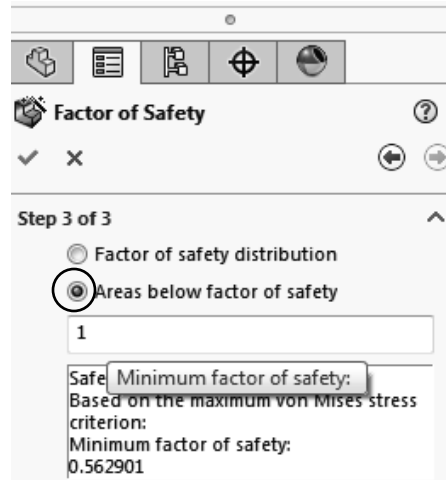 Factor of Safety
Step 3 of 3
Factor of safety distribution
Areas below factor of safety
1
Safe
Minimum factor of safety:
Based on the maximum von Mises stress
criterion:
Minimum factor of safety:
0.562901